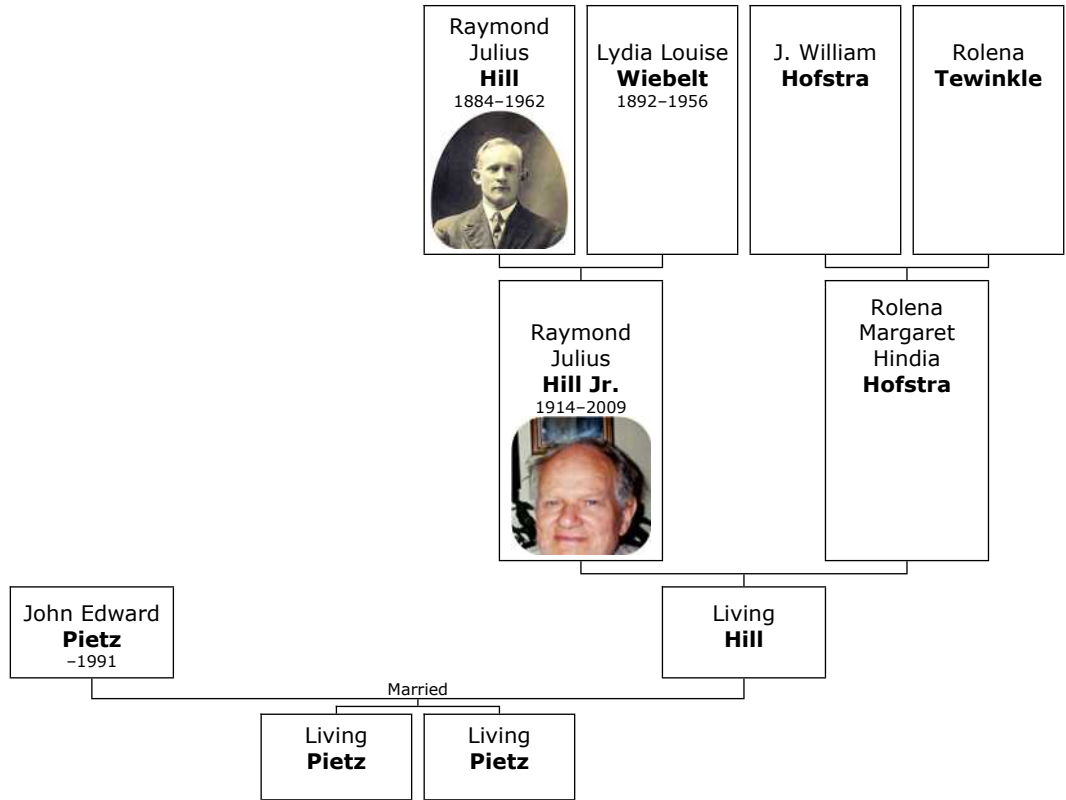 Raymond
Julius
Hill
1884–1962
Lydia Louise
Wiebelt
1892–1956
J. William
Hofstra
Rolena
Tewinkle
Raymond
Julius
Hill Jr.
1914–2009
Rolena
Margaret
Hindia
Hofstra
John Edward
Pietz
–1991
Living
Hill
Married
Living
Pietz
Living
Pietz